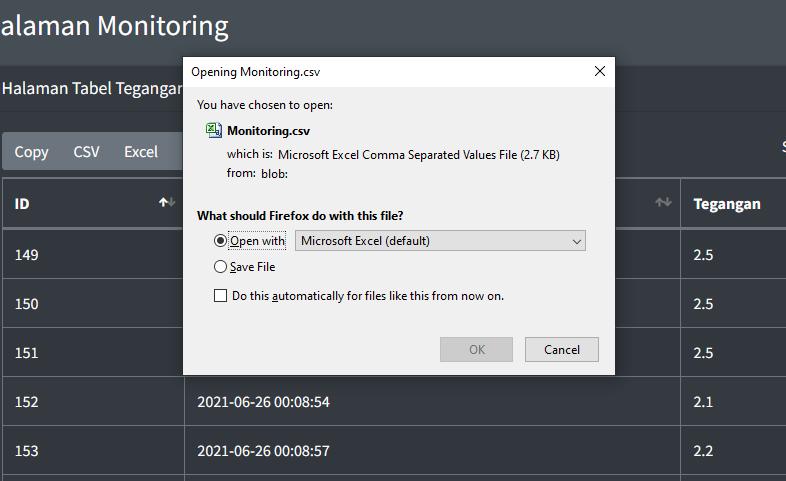 alaman Monitoring
Halaman Tabel Tegangan
Copy CSV Excel
ID
Tegangan
149
2.5
150
2.5
151
2.5
152 2021-06-26 00:08:54 2.1
153 2021-06-26 00:08:57 2.2
Opening Monitoring.csv
You have chosen to open:
Monitoring.csv
which is: Microsoft Excel Comma Separated Values File (2.7 KB)
from: blob:
What should Firefox do with this file?
Open with Microsoft Excel (default)
Save File
Do this automatically for files like this from now on.
OK Cancel